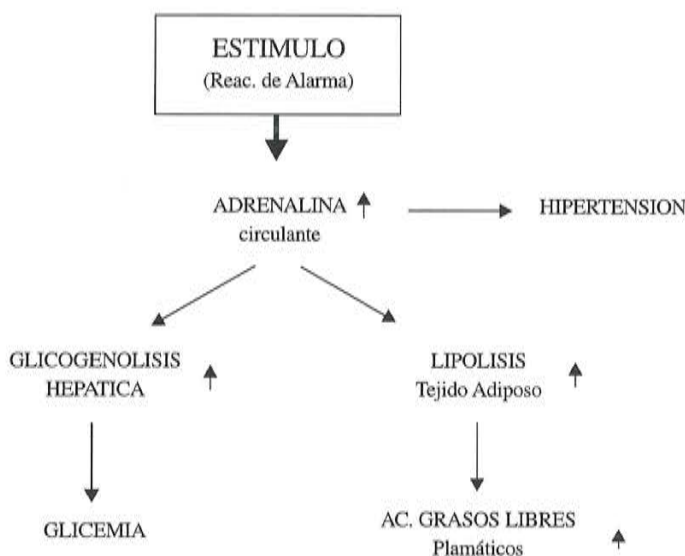 ESTIMULO
(Reac. de Alarma)
ADRENALINA
circulante
HIPERTENSION
GLICOGENOLISIS
HEPATICA
LIPOLISIS
Tejido Adiposo
GLICEMIA
AC. GRASOS LIBRES
Plamáticos